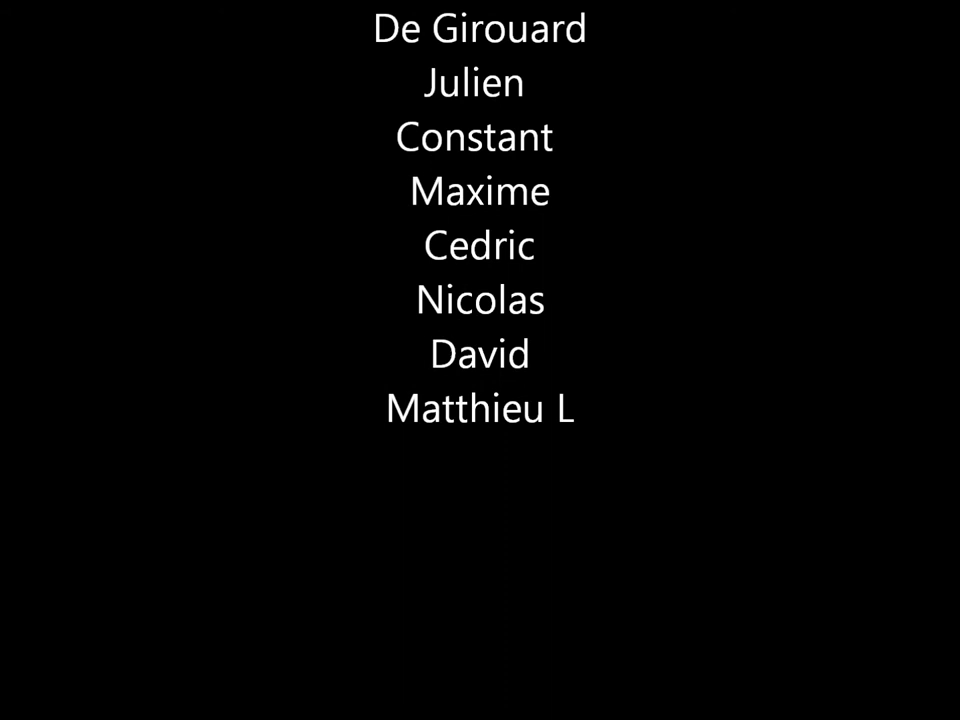 De Girouard
Julien
Constant
Maxime
Cedric
Nicolas
David
Matthieu L